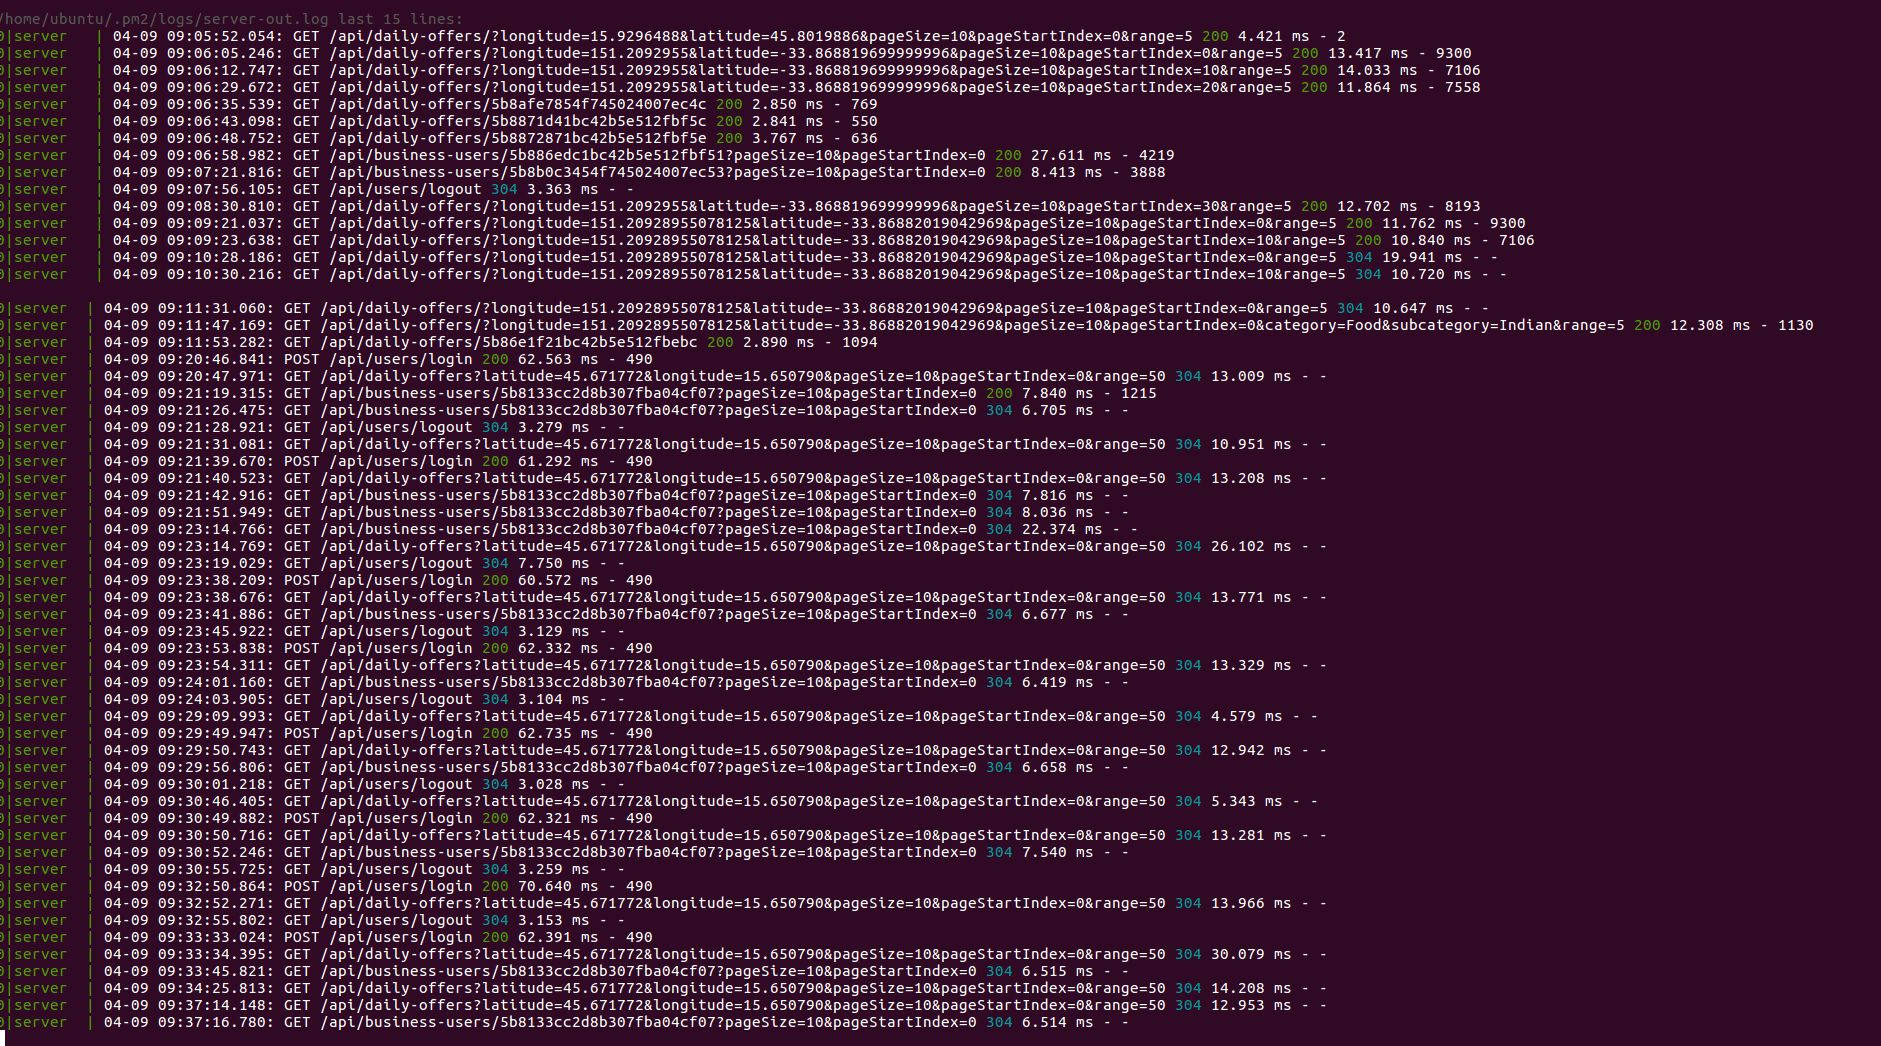 /home/ubuntu/.pm2/logs/server-out.log last 15 lines:
0|server   | 04-09 09:05:52.054: GET /api/daily-offers/?longitude=15.9296488&latitude=45.8019886&pageSize=10&pageStartIndex=0&range=5 200 4.421 ms - 2
0|server   | 04-09 09:06:05.246: GET /api/daily-offers/?longitude=151.2092955&latitude=-33.868819699999996&pageSize=10&pageStartIndex=0&range=5 200 13.417 ms - 9300
0|server   | 04-09 09:06:12.747: GET /api/daily-offers/?longitude=151.2092955&latitude=-33.868819699999996&pageSize=10&pageStartIndex=10&range=5 200 14.033 ms - 7106
0|server   | 04-09 09:06:29.672: GET /api/daily-offers/?longitude=151.2092955&latitude=-33.868819699999996&pageSize=10&pageStartIndex=20&range=5 200 11.864 ms - 7558
0|server   | 04-09 09:06:35.539: GET /api/daily-offers/5b8afe7854f745024007ec4c 200 2.850 ms - 769
0|server   | 04-09 09:06:43.098: GET /api/daily-offers/5b8871d41bc42b5e512fbf5c 200 2.841 ms - 550
0|server   | 04-09 09:06:48.752: GET /api/daily-offers/5b8872871bc42b5e512fbf5e 200 3.767 ms - 636
0|server   | 04-09 09:06:58.982: GET /api/business-users/5b886edc1bc42b5e512fbf51?pageSize=10&pageStartIndex=0 200 27.611 ms - 4219
0|server   | 04-09 09:07:21.816: GET /api/business-users/5b8b0c3454f745024007ec53?pageSize=10&pageStartIndex=0 200 8.413 ms - 3888
0|server   | 04-09 09:07:56.105: GET /api/users/logout 304 3.363 ms - -
0|server   | 04-09 09:08:30.810: GET /api/daily-offers/?longitude=151.2092955&latitude=-33.868819699999996&pageSize=10&pageStartIndex=30&range=5 200 12.702 ms - 8193
0|server   | 04-09 09:09:21.037: GET /api/daily-offers/?longitude=151.20928955078125&latitude=-33.86882019042969&pageSize=10&pageStartIndex=0&range=5 200 11.762 ms - 9300
0|server   | 04-09 09:09:23.638: GET /api/daily-offers/?longitude=151.20928955078125&latitude=-33.86882019042969&pageSize=10&pageStartIndex=10&range=5 200 10.840 ms - 7106
0|server   | 04-09 09:10:28.186: GET /api/daily-offers/?longitude=151.20928955078125&latitude=-33.86882019042969&pageSize=10&pageStartIndex=0&range=5 304 19.941 ms - -
0|server   | 04-09 09:10:30.216: GET /api/daily-offers/?longitude=151.20928955078125&latitude=-33.86882019042969&pageSize=10&pageStartIndex=10&range=5 304 10.720 ms - -
0|server  | 04-09 09:11:31.060: GET /api/daily-offers/?longitude=151.20928955078125&latitude=-33.86882019042969&pageSize=10&pageStartIndex=0&range=5 304 10.647 ms - -
0|server  | 04-09 09:11:47.169: GET /api/daily-offers/?longitude=151.20928955078125&latitude=-33.86882019042969&pageSize=10&pageStartIndex=0&category=Food&subcategory=Indian&range=5 200 12.308 ms - 1130
0|server  | 04-09 09:11:53.282: GET /api/daily-offers/5b86e1f21bc42b5e512fbebc 200 2.890 ms - 1094
0|server  | 04-09 09:20:46.841: POST /api/users/login 200 62.563 ms - 490
0|server  | 04-09 09:20:47.971: GET /api/daily-offers?latitude=45.671772&longitude=15.650790&pageSize=10&pageStartIndex=0&range=50 304 13.009 ms - -
0|server  | 04-09 09:21:19.315: GET /api/business-users/5b8133cc2d8b307fba04cf07?pageSize=10&pageStartIndex=0 200 7.840 ms - 1215
0|server  | 04-09 09:21:26.475: GET /api/business-users/5b8133cc2d8b307fba04cf07?pageSize=10&pageStartIndex=0 304 6.705 ms - -
0|server  | 04-09 09:21:28.921: GET /api/users/logout 304 3.279 ms - -
0|server  | 04-09 09:21:31.081: GET /api/daily-offers?latitude=45.671772&longitude=15.650790&pageSize=10&pageStartIndex=0&range=50 304 10.951 ms - -
0|server  | 04-09 09:21:39.670: POST /api/users/login 200 61.292 ms - 490
0|server  | 04-09 09:21:40.523: GET /api/daily-offers?latitude=45.671772&longitude=15.650790&pageSize=10&pageStartIndex=0&range=50 304 13.208 ms - -
0|server  | 04-09 09:21:42.916: GET /api/business-users/5b8133cc2d8b307fba04cf07?pageSize=10&pageStartIndex=0 304 7.816 ms - -
0|server  | 04-09 09:21:51.949: GET /api/business-users/5b8133cc2d8b307fba04cf07?pageSize=10&pageStartIndex=0 304 8.036 ms - -
0|server  | 04-09 09:23:14.766: GET /api/business-users/5b8133cc2d8b307fba04cf07?pageSize=10&pageStartIndex=0 304 22.374 ms - -
0|server  | 04-09 09:23:14.769: GET /api/daily-offers?latitude=45.671772&longitude=15.650790&pageSize=10&pageStartIndex=0&range=50 304 26.102 ms - -
0|server  | 04-09 09:23:19.029: GET /api/users/logout 304 7.750 ms - -
0|server  | 04-09 09:23:38.209: POST /api/users/login 200 60.572 ms - 490
0|server  | 04-09 09:23:38.676: GET /api/daily-offers?latitude=45.671772&longitude=15.650790&pageSize=10&pageStartIndex=0&range=50 304 13.771 ms - -
0|server  | 04-09 09:23:41.886: GET /api/business-users/5b8133cc2d8b307fba04cf07?pageSize=10&pageStartIndex=0 304 6.677 ms - -
0|server  | 04-09 09:23:45.922: GET /api/users/logout 304 3.129 ms - -
0|server  | 04-09 09:23:53.838: POST /api/users/login 200 62.332 ms - 490
0|server  | 04-09 09:23:54.311: GET /api/daily-offers?latitude=45.671772&longitude=15.650790&pageSize=10&pageStartIndex=0&range=50 304 13.329 ms - -
0|server  | 04-09 09:24:01.160: GET /api/business-users/5b8133cc2d8b307fba04cf07?pageSize=10&pageStartIndex=0 304 6.419 ms - -
0|server  | 04-09 09:24:03.905: GET /api/users/logout 304 3.104 ms - -
0|server  | 04-09 09:29:09.993: GET /api/daily-offers?latitude=45.671772&longitude=15.650790&pageSize=10&pageStartIndex=0&range=50 304 4.579 ms - -
0|server  | 04-09 09:29:49.947: POST /api/users/login 200 62.735 ms - 490
0|server  | 04-09 09:29:50.743: GET /api/daily-offers?latitude=45.671772&longitude=15.650790&pageSize=10&pageStartIndex=0&range=50 304 12.942 ms - -
0|server  | 04-09 09:29:56.806: GET /api/business-users/5b8133cc2d8b307fba04cf07?pageSize=10&pageStartIndex=0 304 6.658 ms - -
0|server  | 04-09 09:30:01.218: GET /api/users/logout 304 3.028 ms - -
0|server  | 04-09 09:30:46.405: GET /api/daily-offers?latitude=45.671772&longitude=15.650790&pageSize=10&pageStartIndex=0&range=50 304 5.343 ms - -
0|server  | 04-09 09:30:49.882: POST /api/users/login 200 62.321 ms - 490
0|server  | 04-09 09:30:50.716: GET /api/daily-offers?latitude=45.671772&longitude=15.650790&pageSize=10&pageStartIndex=0&range=50 304 13.281 ms - -
0|server  | 04-09 09:30:52.246: GET /api/business-users/5b8133cc2d8b307fba04cf07?pageSize=10&pageStartIndex=0 304 7.540 ms - -
0|server  | 04-09 09:30:55.725: GET /api/users/logout 304 3.259 ms - -
0|server  | 04-09 09:32:50.864: POST /api/users/login 200 70.640 ms - 490
0|server  | 04-09 09:32:52.271: GET /api/daily-offers?latitude=45.671772&longitude=15.650790&pageSize=10&pageStartIndex=0&range=50 304 13.966 ms - -
0|server  | 04-09 09:32:55.802: GET /api/users/logout 304 3.153 ms - -
0|server  | 04-09 09:33:33.024: POST /api/users/login 200 62.391 ms - 490
0|server  | 04-09 09:33:34.395: GET /api/daily-offers?latitude=45.671772&longitude=15.650790&pageSize=10&pageStartIndex=0&range=50 304 30.079 ms - -
0|server  | 04-09 09:33:45.821: GET /api/business-users/5b8133cc2d8b307fba04cf07?pageSize=10&pageStartIndex=0 304 6.515 ms - -
0|server  | 04-09 09:34:25.813: GET /api/daily-offers?latitude=45.671772&longitude=15.650790&pageSize=10&pageStartIndex=0&range=50 304 14.208 ms - -
0|server  | 04-09 09:37:14.148: GET /api/daily-offers?latitude=45.671772&longitude=15.650790&pageSize=10&pageStartIndex=0&range=50 304 12.953 ms - -
0|server  | 04-09 09:37:16.780: GET /api/business-users/5b8133cc2d8b307fba04cf07?pageSize=10&pageStartIndex=0 304 6.514 ms - -